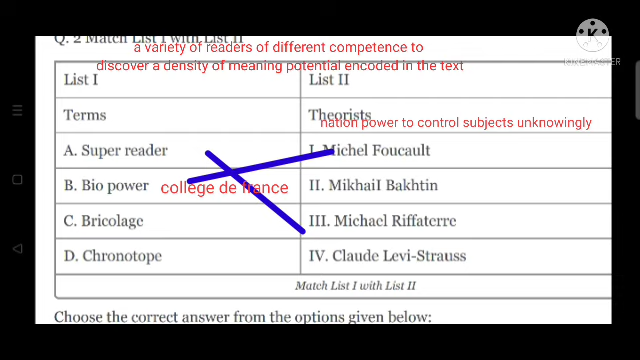 Q. 2 Match List I with List II
a variety of readers of different competence to
discover a density of meaning potential encoded in the text
List I List II
Terms Theorists
nation power to control subjects unknowingly
A. Super reader I. Michel Foucault
B. Bio power II. Mikhail Bakhtin
college de france
C. Bricolage III. Michael Riffaterre
D. Chronotope IV. Claude Levi-Strauss
Match List I with List II
Choose the correct answer from the options given below:
KINEMASTER